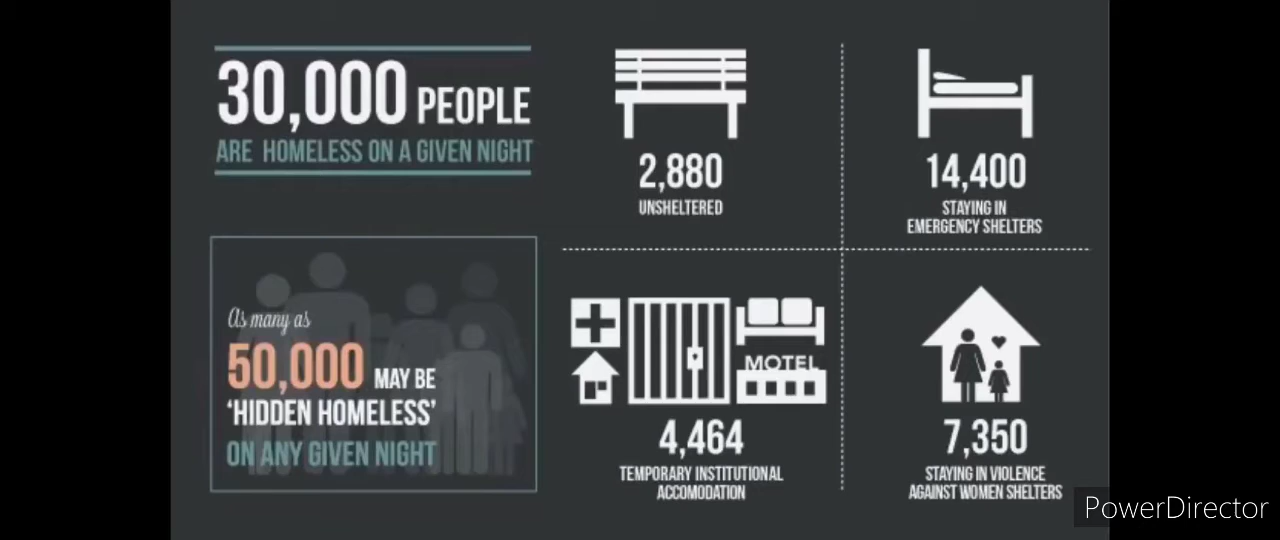 30,000 PEOPLE
ARE HOMELESS ON A GIVEN NIGHT
As many as
50,000 MAY BE
‘HIDDEN HOMELESS’
ON ANY GIVEN NIGHT
2,880
UNSHELTERED
14,400
STAYING IN
EMERGENCY SHELTERS
MOTEL
4,464
TEMPORARY INSTITUTIONAL
ACCOMODATION
7,350
STAYING IN VIOLENCE
AGAINST WOMEN SHELTERS
PowerDirector